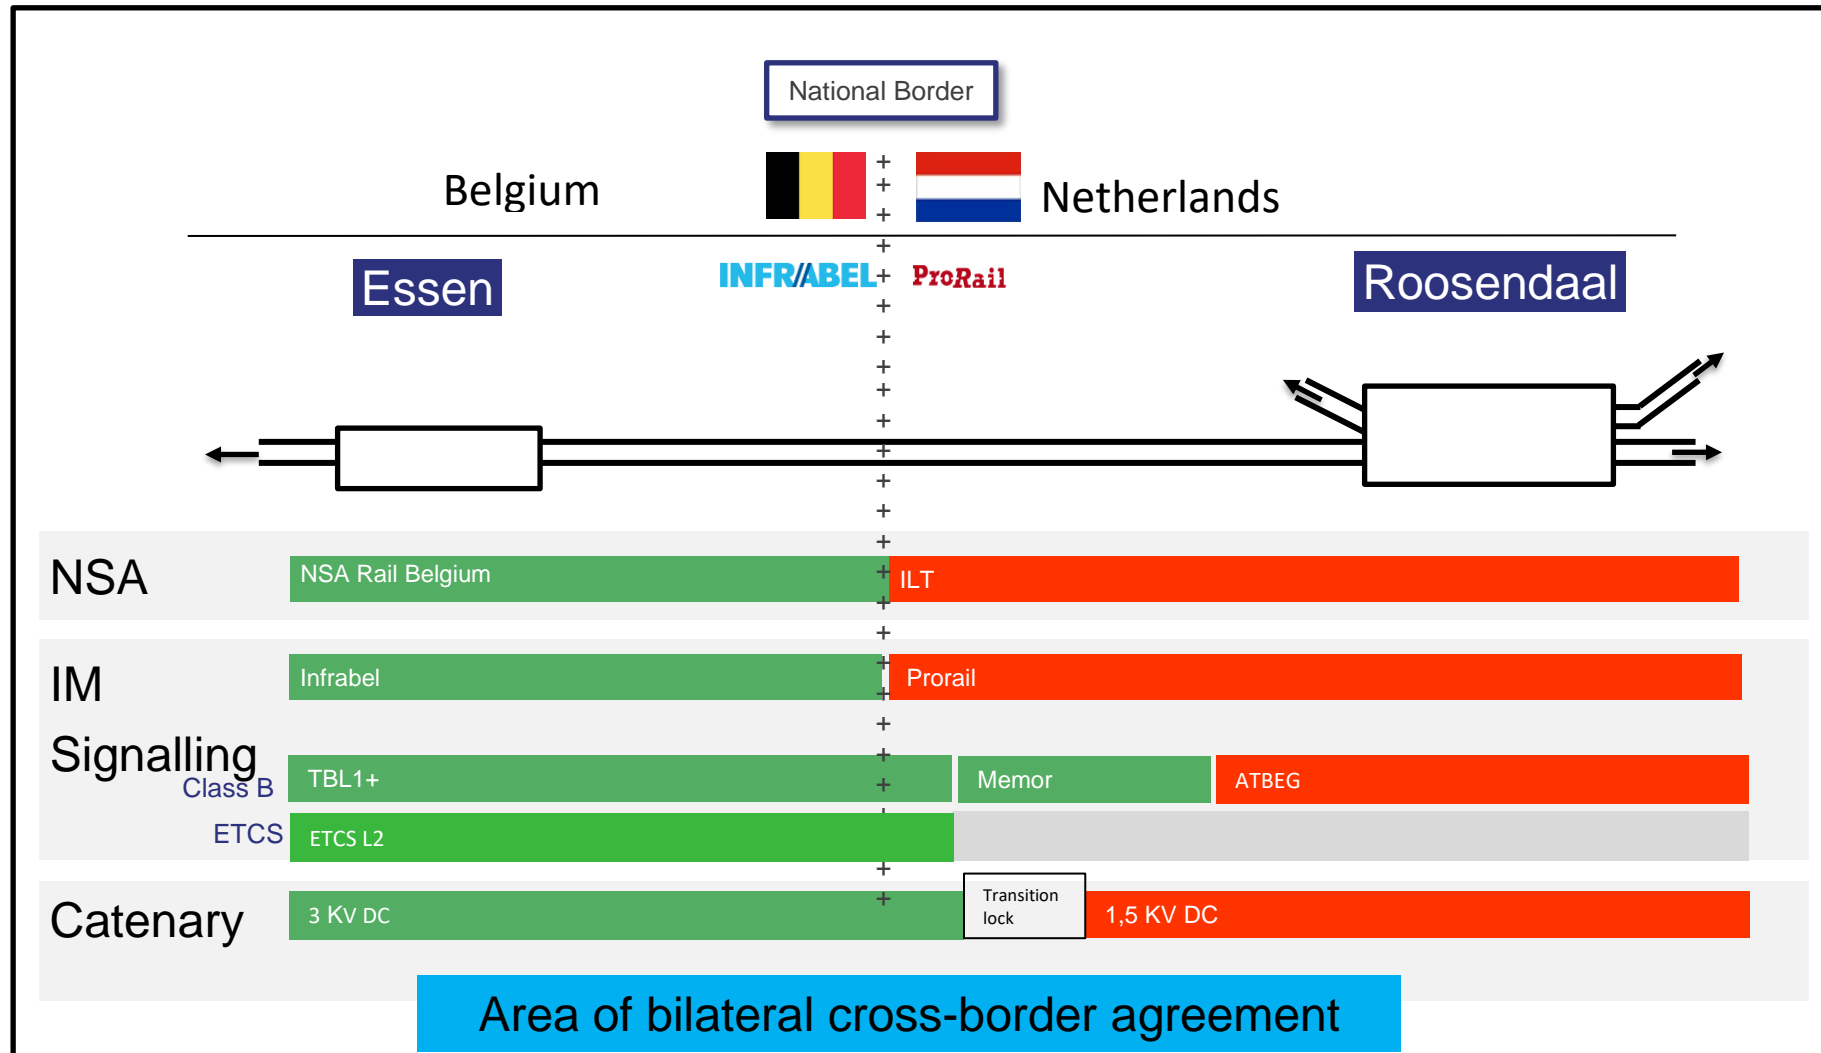 National Border
Belgium
Netherlands
Essen
INFRABEL
ProRail
Roosendaal
NSA
NSA Rail Belgium
ILT
IM
Infrabel
Prorail
Signalling
Class B
TBL1+
Memor
ATBEG
ETCS
ETCS L2
Catenary
3 KV DC
Transition
lock
1,5 KV DC
Area of bilateral cross-border agreement